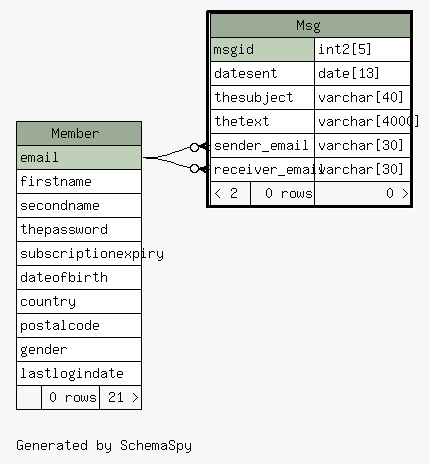 Msg
msgid int2[5]
datesent date[13]
thesubject varchar[40]
thetext varchar[4000]
sender_email varchar[30]
receiver_email varchar[30]
< 2 0 rows 0 >
Member
email
firstname
secondname
thepassword
subscriptionexpiry
dateofbirth
country
postalcode
gender
lastlogindate
0 rows 21 >
Generated by SchemaSpy